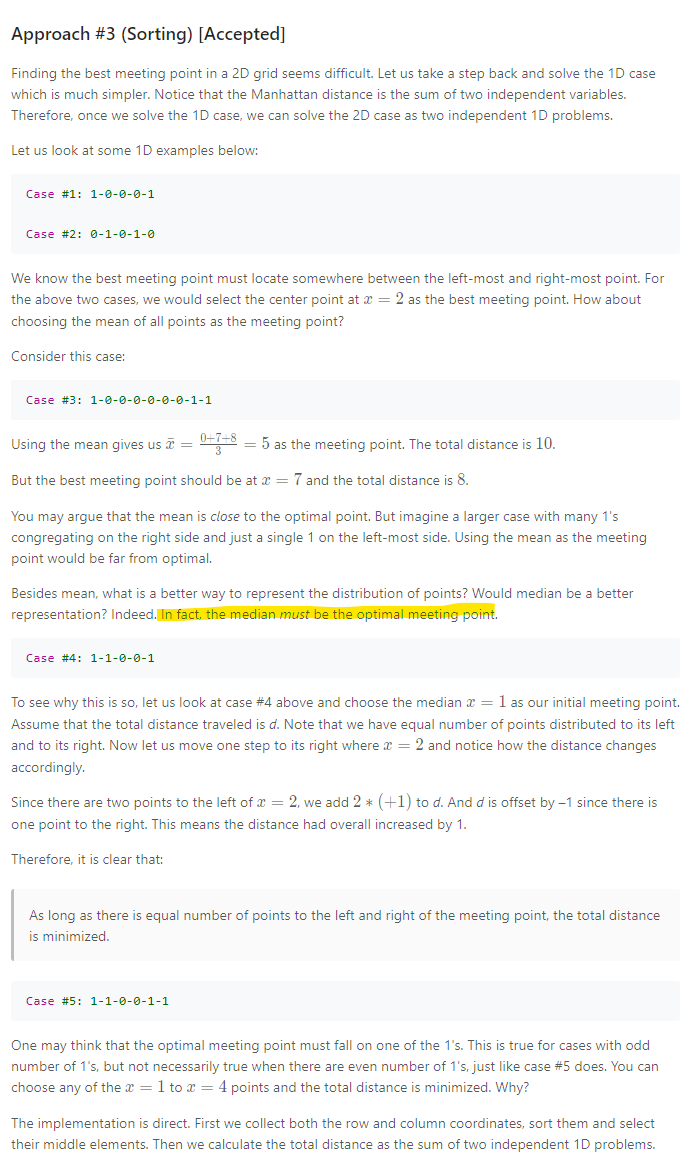 Approach #3 (Sorting) [Accepted]
Finding the best meeting point in a 2D grid seems difficult. Let us take a step back and solve the 1D case
which is much simpler. Notice that the Manhattan distance is the sum of two independent variables.
Therefore, once we solve the 1D case, we can solve the 2D case as two independent 1D problems.
Let us look at some 1D examples below:
Case #1: 1-0-0-0-1
Case #2: 0-1-0-1-0
We know the best meeting point must locate somewhere between the left-most and right-most point. For
the above two cases, we would select the center point at x = 2 as the best meeting point. How about
choosing the mean of all points as the meeting point?
Consider this case:
Case #3: 1-0-0-0-0-0-0-1-1
Using the mean gives us x̄ = (0+7+8)/3 = 5 as the meeting point. The total distance is 10.
But the best meeting point should be at x = 7 and the total distance is 8.
You may argue that the mean is close to the optimal point. But imagine a larger case with many 1's
congregating on the right side and just a single 1 on the left-most side. Using the mean as the meeting
point would be far from optimal.
Besides mean, what is a better way to represent the distribution of points? Would median be a better
representation? Indeed. In fact, the median must be the optimal meeting point.
Case #4: 1-1-0-0-1
To see why this is so, let us look at case #4 above and choose the median x = 1 as our initial meeting point.
Assume that the total distance traveled is d. Note that we have equal number of points distributed to its left
and to its right. Now let us move one step to its right where x = 2 and notice how the distance changes
accordingly.
Since there are two points to the left of x = 2, we add 2 * (+1) to d. And d is offset by –1 since there is
one point to the right. This means the distance had overall increased by 1.
Therefore, it is clear that:
As long as there is equal number of points to the left and right of the meeting point, the total distance
is minimized.
Case #5: 1-1-0-0-1-1
One may think that the optimal meeting point must fall on one of the 1's. This is true for cases with odd
number of 1's, but not necessarily true when there are even number of 1's, just like case #5 does. You can
choose any of the x = 1 to x = 4 points and the total distance is minimized. Why?
The implementation is direct. First we collect both the row and column coordinates, sort them and select
their middle elements. Then we calculate the total distance as the sum of two independent 1D problems.